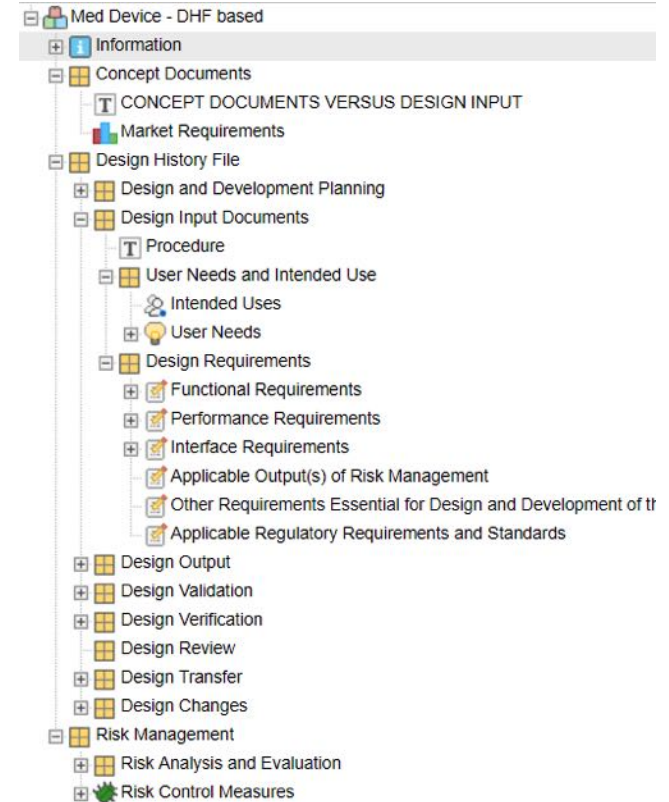 Med Device - DHF based
Information
Concept Documents
T CONCEPT DOCUMENTS VERSUS DESIGN INPUT
Market Requirements
Design History File
Design and Development Planning
Design Input Documents
T Procedure
User Needs and Intended Use
Intended Uses
User Needs
Design Requirements
Functional Requirements
Performance Requirements
Interface Requirements
Applicable Output(s) of Risk Management
Other Requirements Essential for Design and Development of th
Applicable Regulatory Requirements and Standards
Design Output
Design Validation
Design Verification
Design Review
Design Transfer
Design Changes
Risk Management
Risk Analysis and Evaluation
Risk Control Measures